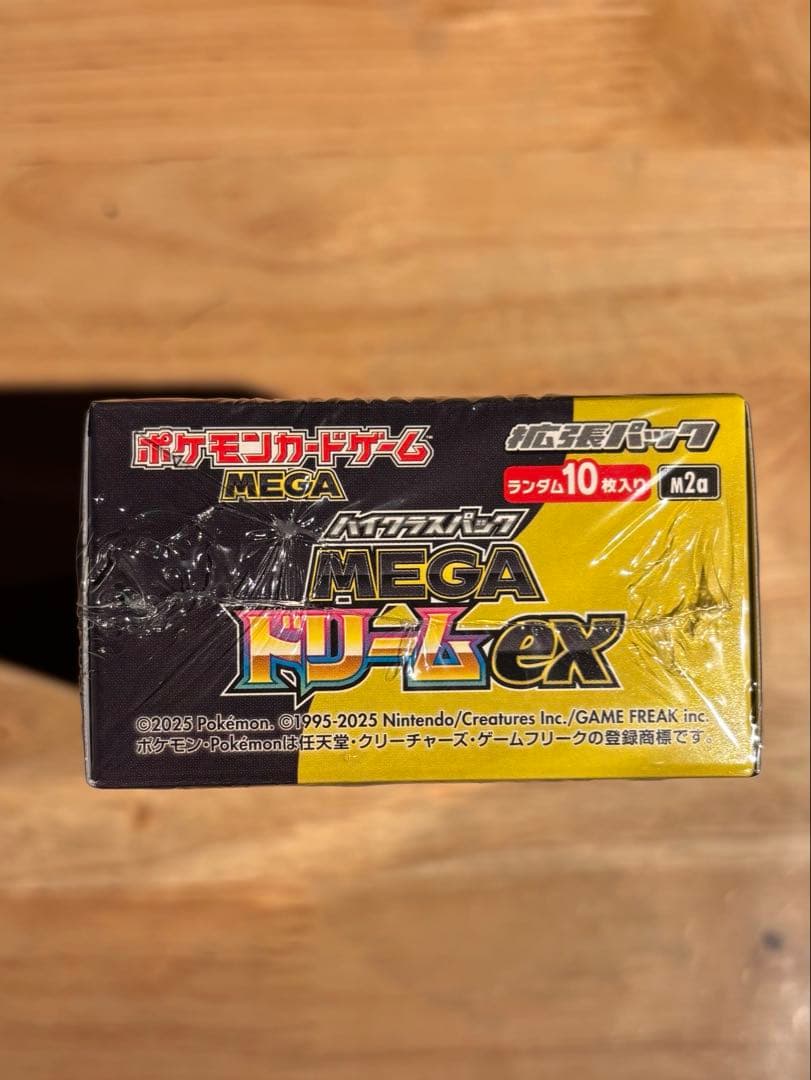 ポケモンカードゲーム
MEGA
拡張パック
ランダム10枚入り
M2a
ハイクラスパック
MEGA
ドリームex
©2025 Pokémon. ©1995-2025 Nintendo/Creatures Inc./GAME FREAK inc.
ポケモン・Pokémonは任天堂・クリーチャーズ・ゲームフリークの登録商標です。